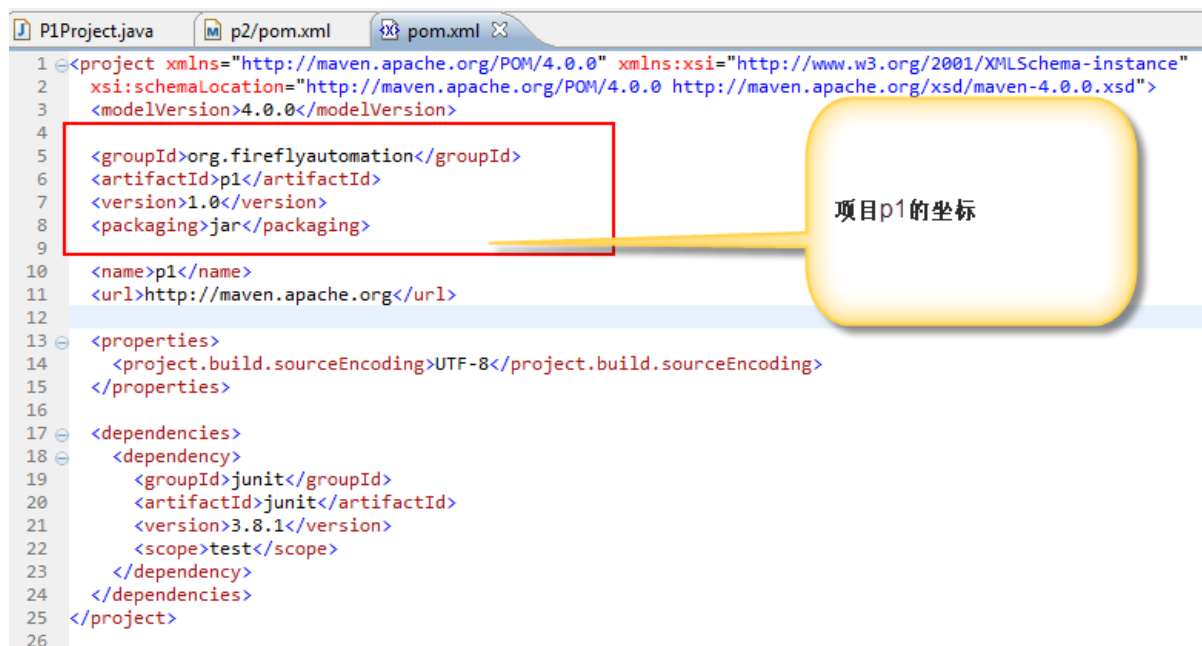 P1Project.java p2/pom.xml pom.xml
1 <project xmlns="http://maven.apache.org/POM/4.0.0" xmlns:xsi="http://www.w3.org/2001/XMLSchema-instance"
2 xsi:schemaLocation="http://maven.apache.org/POM/4.0.0 http://maven.apache.org/xsd/maven-4.0.0.xsd">
3 <modelVersion>4.0.0</modelVersion>
4
5 <groupId>org.fireflyautomation</groupId>
6 <artifactId>p1</artifactId>
7 <version>1.0</version>
8 <packaging>jar</packaging>
9
项目p1的坐标
10 <name>p1</name>
11 <url>http://maven.apache.org</url>
12
13 <properties>
14 <project.build.sourceEncoding>UTF-8</project.build.sourceEncoding>
15 </properties>
16
17 <dependencies>
18 <dependency>
19 <groupId>junit</groupId>
20 <artifactId>junit</artifactId>
21 <version>3.8.1</version>
22 <scope>test</scope>
23 </dependency>
24 </dependencies>
25 </project>
26